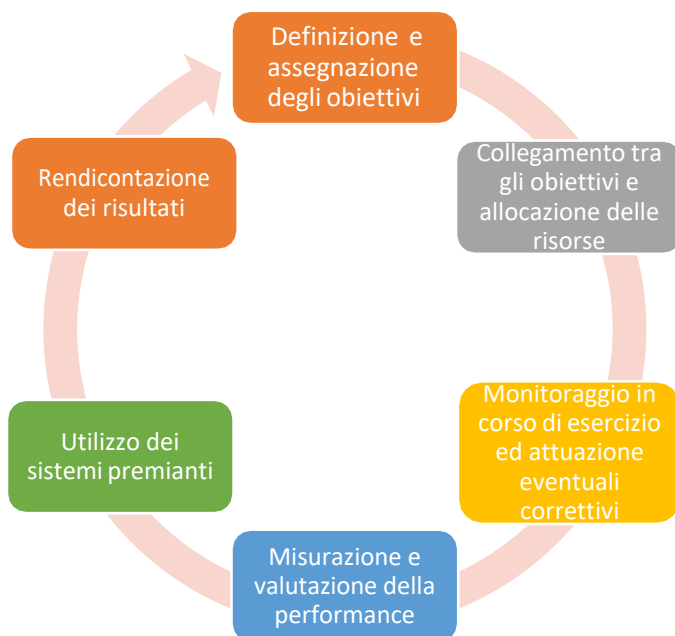 Definizione e
assegnazione
degli obiettivi
Collegamento tra
gli obiettivi e
allocazione delle
risorse
Monitoraggio in
corso di esercizio
ed attuazione
eventuali
correttivi
Misurazione e
valutazione della
performance
Utilizzo dei
sistemi premianti
Rendicontazione
dei risultati